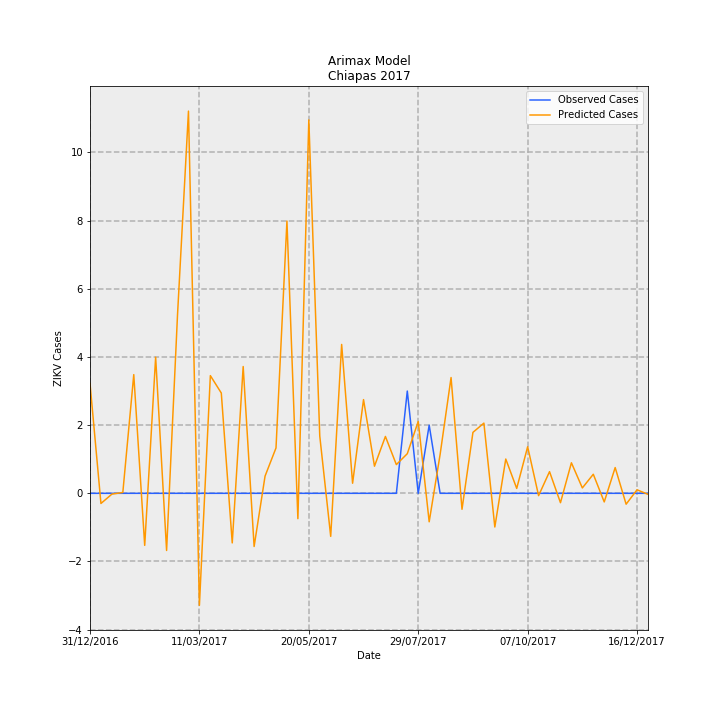 Arimax Model
Chiapas 2017
Observed Cases
Predicted Cases
ZIKV Cases
10
8
6
4
2
0
−2
−4
31/12/2016 11/03/2017 20/05/2017 29/07/2017 07/10/2017 16/12/2017
Date